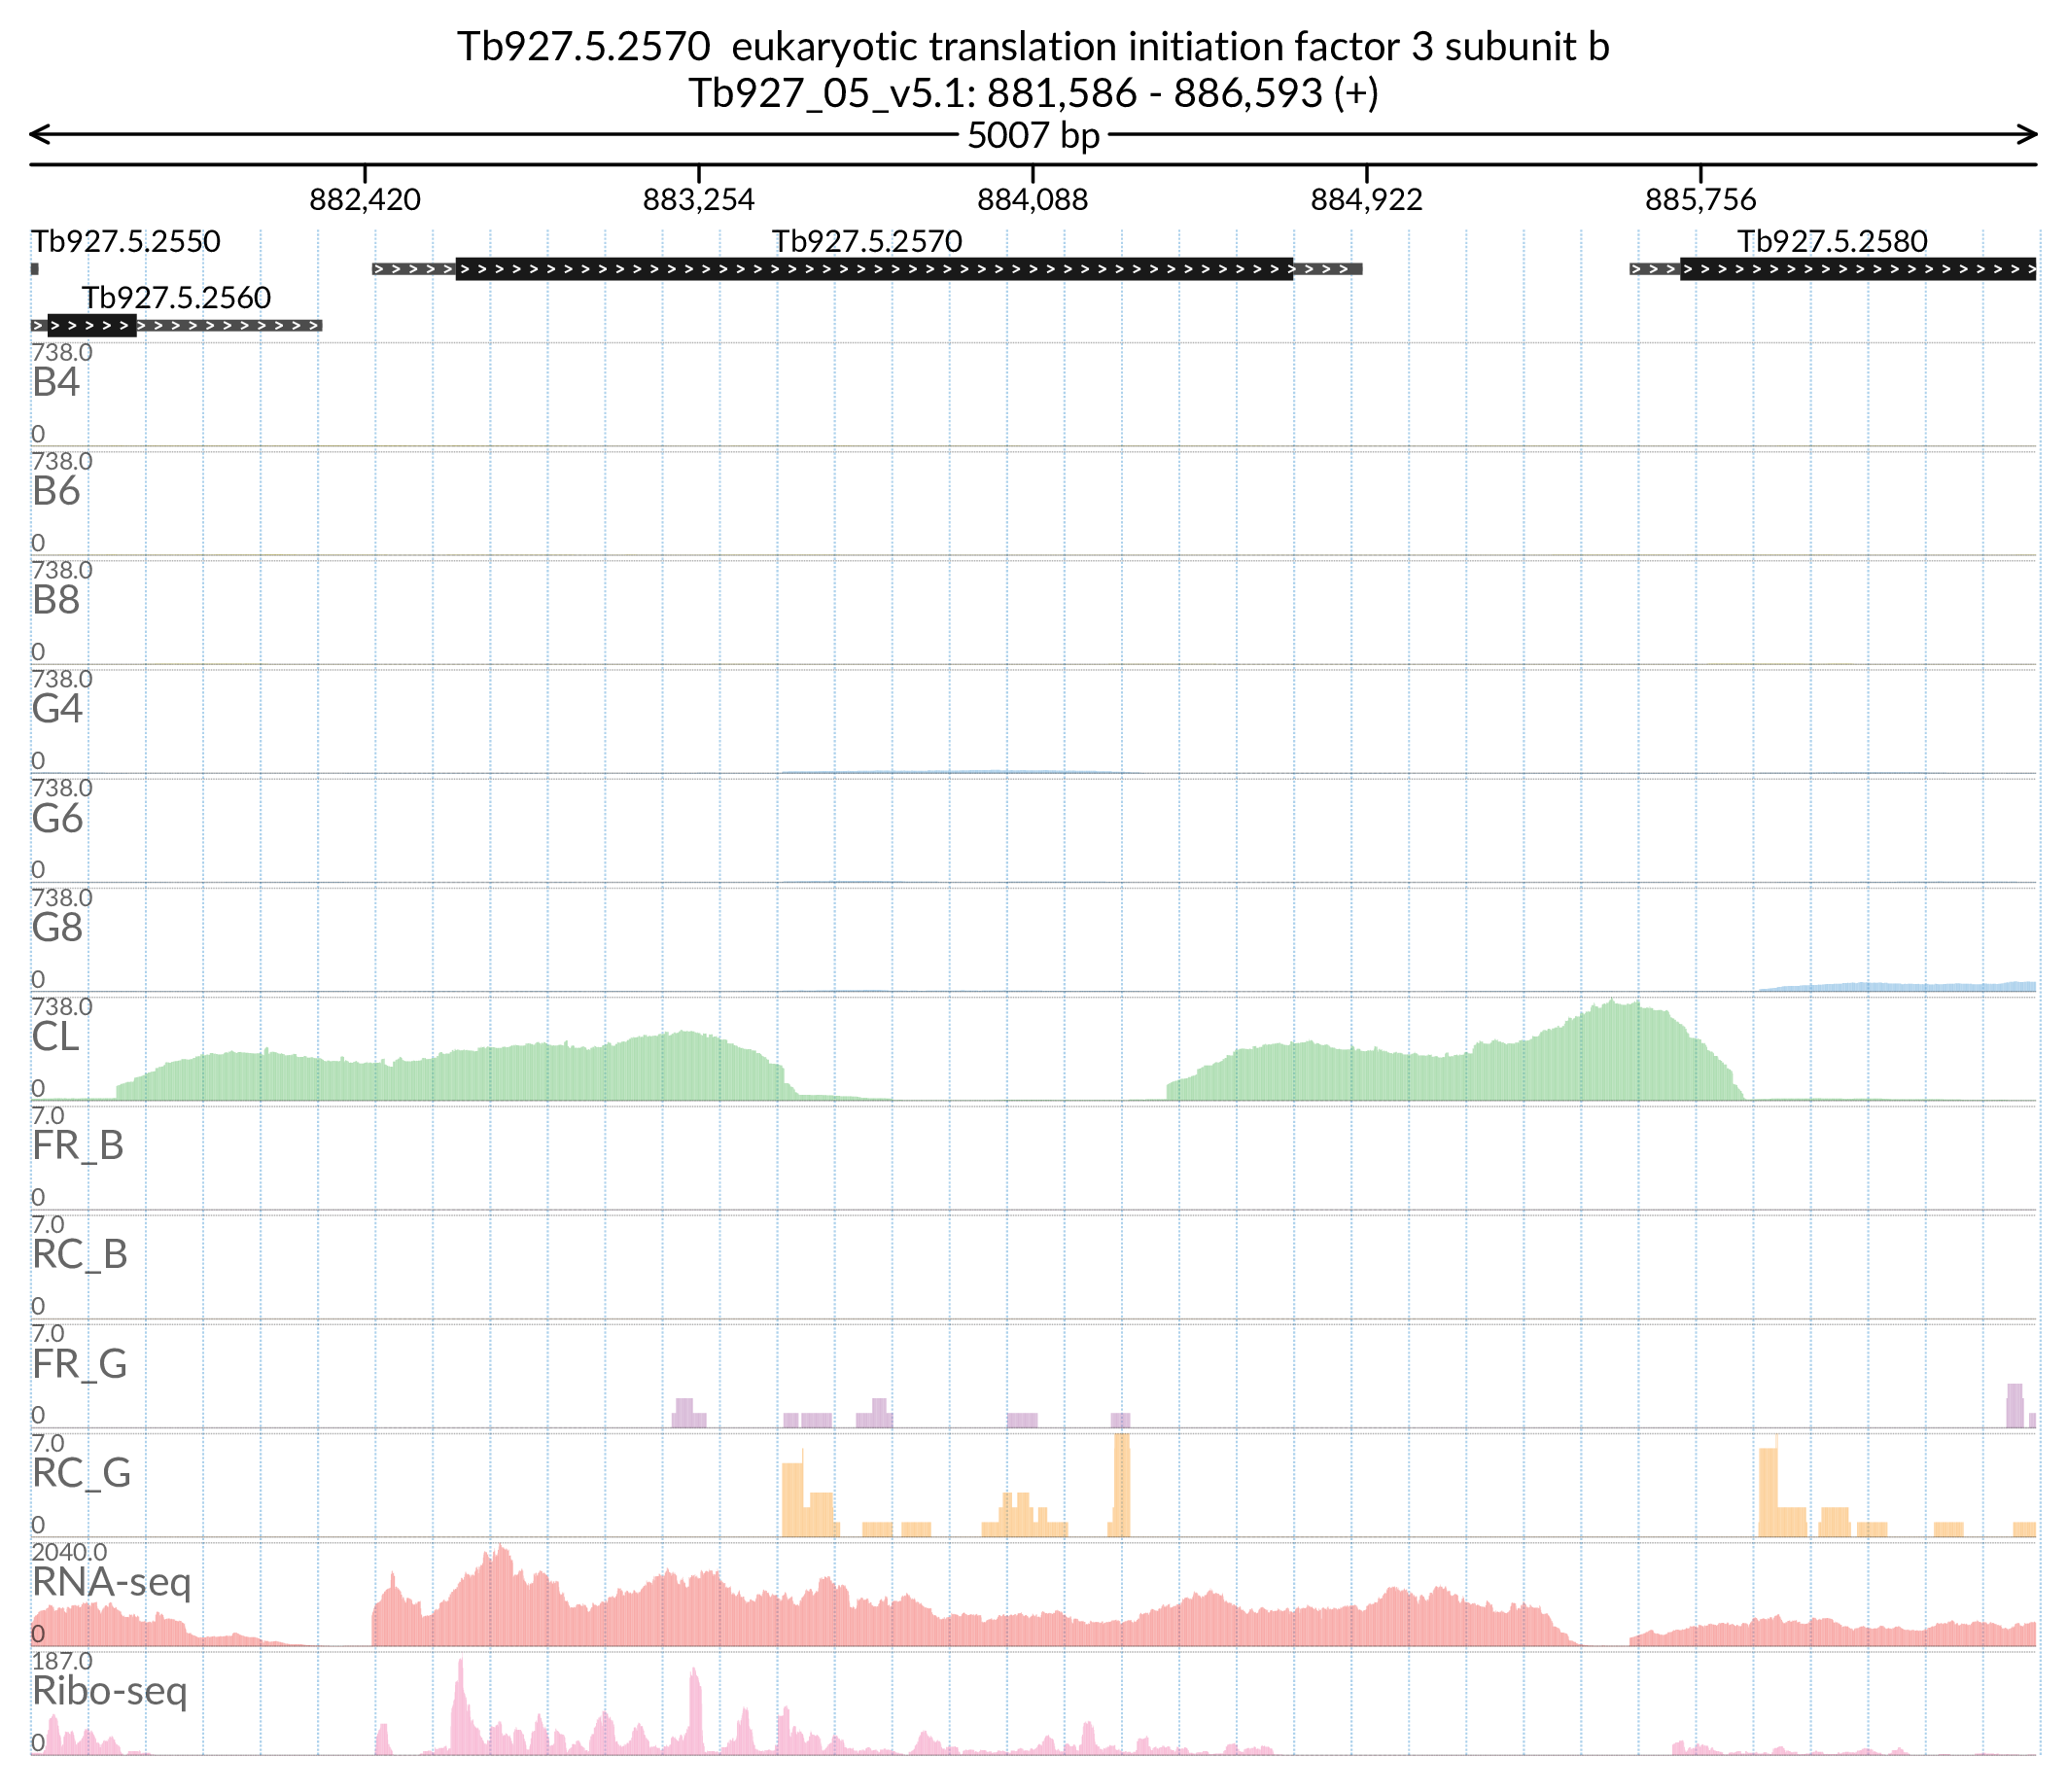 Tb927.5.2570  eukaryotic translation initiation factor 3 subunit b
Tb927_05_v5.1: 881,586 - 886,593 (+)
5007 bp
882,420 883,254 884,088 884,922 885,756
Tb927.5.2550 Tb927.5.2570 Tb927.5.2580
Tb927.5.2560
738.0
B4
0
738.0
B6
0
738.0
B8
0
738.0
G4
0
738.0
G6
0
738.0
G8
0
738.0
CL
0
7.0
FR_B
0
7.0
RC_B
0
7.0
FR_G
0
7.0
RC_G
0
2040.0
RNA-seq
0
187.0
Ribo-seq
0